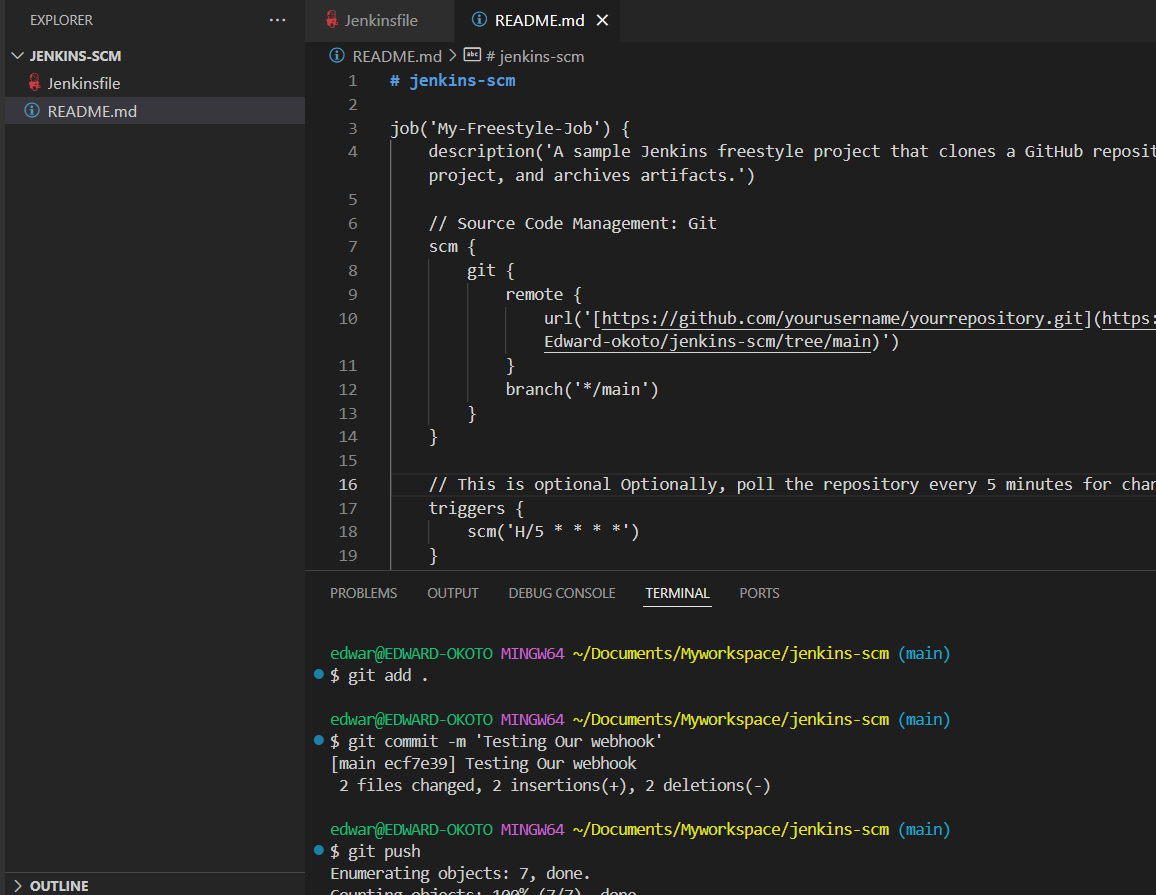 EXPLORER
JENKINS-SCM
Jenkinsfile
README.md
Jenkinsfile
README.md
README.md > # jenkins-scm
1 # jenkins-scm
2
3 job('My-Freestyle-Job') {
4 description('A sample Jenkins freestyle project that clones a GitHub
project, and archives artifacts.')
5
6 // Source Code Management: Git
7 scm {
8 git {
9 remote {
10 url('[https://github.com/yourusername/yourrepository.git](https:
Edward-okoto/jenkins-scm/tree/main)')
11 }
12 branch('*/main')
13 }
14 }
15
16 // This is optional Optionally, poll the repository every 5 minutes for
17 triggers {
18 scm('H/5 * * * *')
19 }
PROBLEMS OUTPUT DEBUG CONSOLE TERMINAL PORTS
edwar@EDWARD-OKOTO MINGW64 ~/Documents/Myworkspace/jenkins-scm (main)
$ git add .
edwar@EDWARD-OKOTO MINGW64 ~/Documents/Myworkspace/jenkins-scm (main)
$ git commit -m 'Testing Our webhook'
[main ecf7e39] Testing Our webhook
2 files changed, 2 insertions(+), 2 deletions(-)
edwar@EDWARD-OKOTO MINGW64 ~/Documents/Myworkspace/jenkins-scm (main)
$ git push
Enumerating objects: 7, done.
Counting objects: 100% (7/7), done.
OUTLINE